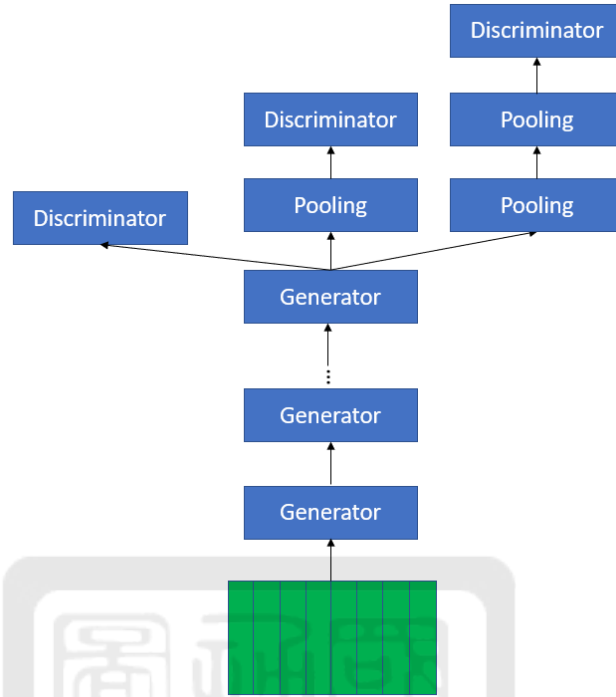 Discriminator
Discriminator
Pooling
Discriminator
Pooling
Pooling
Generator
⋮
Generator
Generator